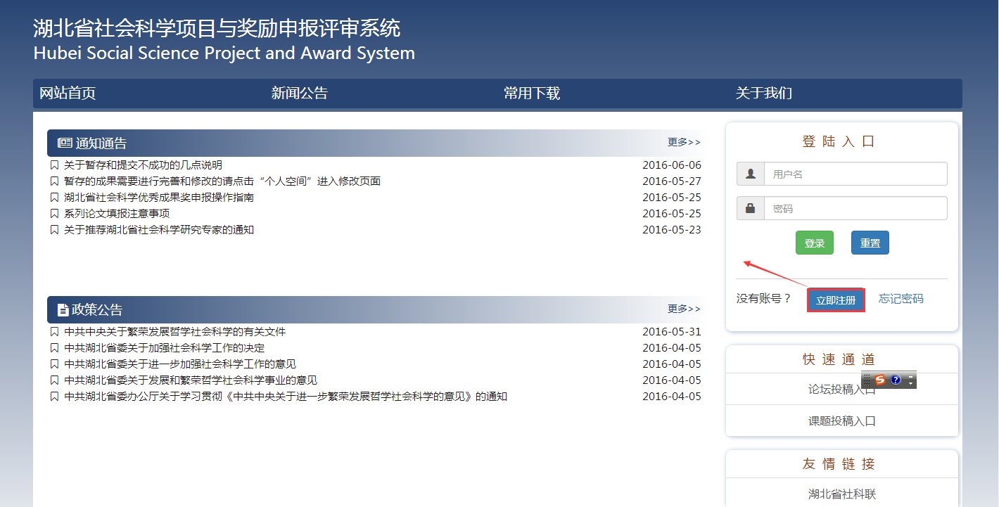 湖北省社会科学项目与奖励申报评审系统
Hubei Social Science Project and Award System
网站首页 新闻公告 常用下载 关于我们
通知通告 更多>>
关于暂存和提交不成功的几点说明 2016-06-06
暂存的成果需要进行完善和修改的请点击“个人空间”进入修改页面 2016-05-27
湖北省社会科学优秀成果奖申报操作指南 2016-05-25
系列论文填报注意事项 2016-05-25
关于推荐湖北省社会科学研究专家的通知 2016-05-23
政策公告 更多>>
中共中央关于繁荣发展哲学社会科学的有关文件 2016-05-31
中共湖北省委关于加强社会科学工作的决定 2016-04-05
中共湖北省委关于进一步加强社会科学工作的意见 2016-04-05
中共湖北省委关于发展和繁荣哲学社会科学事业的意见 2016-04-05
中共湖北省委办公厅关于学习贯彻《中共中央关于进一步繁荣发展哲学社会科学的意见》的通知 2016-04-05
登 陆 入 口
用户名
密码
登录 重置
没有账号？ 立即注册 忘记密码
快 速 通 道
论坛投稿入口
课题投稿入口
友 情 链 接
湖北省社科联